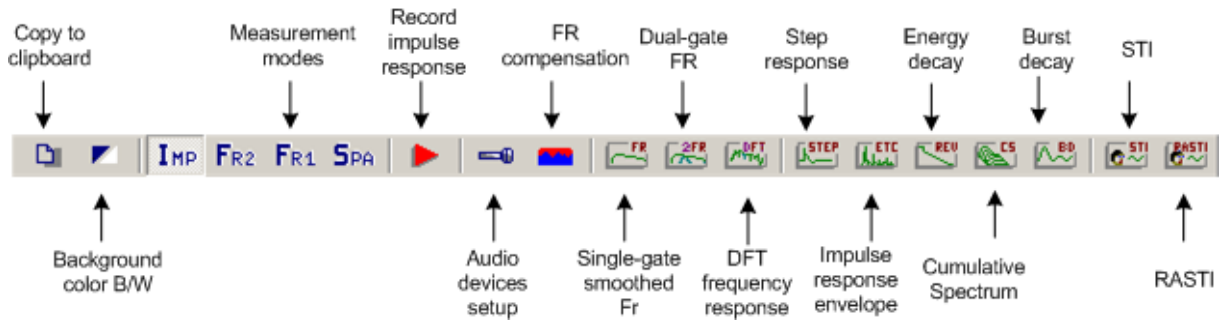 Copy to
clipboard
Measurement
modes
Record
impulse
response
FR
compensation
Dual-gate
FR
Step
response
Energy
decay
Burst
decay
STI
IMP
FR2
FR1
SPA
FR
2FR
DFT
STEP
ETC
REV
CS
BD
STI
RASTI
Background
color B/W
Audio
devices
setup
Single-gate
smoothed
Fr
DFT
frequency
response
Impulse
response
envelope
Cumulative
Spectrum
RASTI